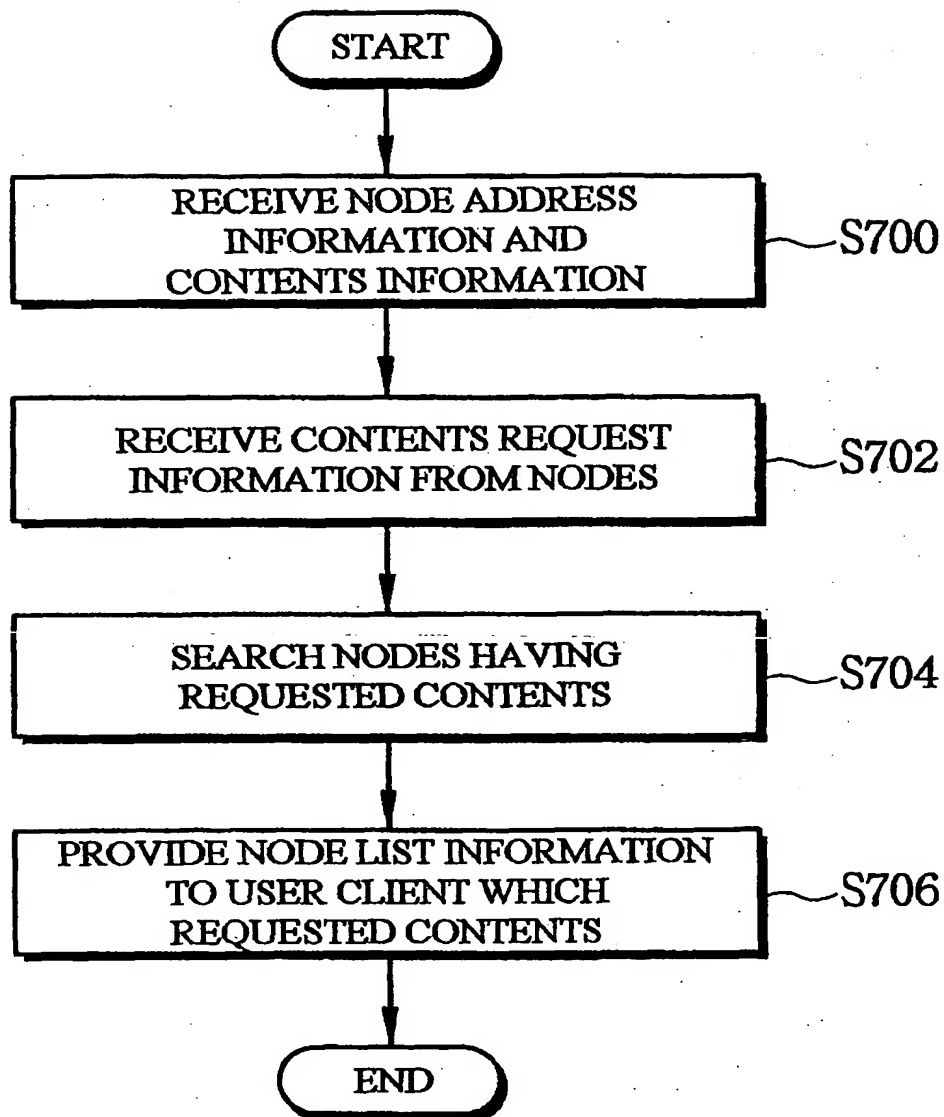 START
RECEIVE NODE ADDRESS
INFORMATION AND
CONTENTS INFORMATION
S700
RECEIVE CONTENTS REQUEST
INFORMATION FROM NODES
S702
SEARCH NODES HAVING
REQUESTED CONTENTS
S704
PROVIDE NODE LIST INFORMATION
TO USER CLIENT WHICH
REQUESTED CONTENTS
S706
END